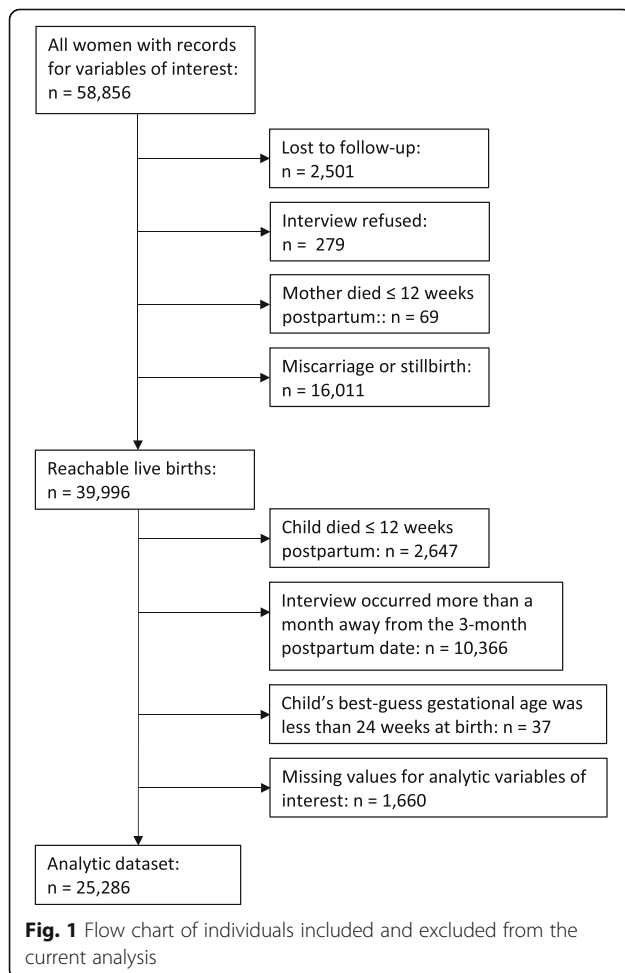 All women with records
for variables of interest:
n = 58,856
Lost to follow-up:
n = 2,501
Interview refused:
n =  279
Mother died ≤ 12 weeks
postpartum:: n = 69
Miscarriage or stillbirth:
n = 16,011
Reachable live births:
n = 39,996
Child died ≤ 12 weeks
postpartum: n = 2,647
Interview occurred more than a
month away from the 3-month
postpartum date: n = 10,366
Child's best-guess gestational age was
less than 24 weeks at birth: n = 37
Missing values for analytic variables of
interest: n = 1,660
Analytic dataset:
n = 25,286
Fig. 1 Flow chart of individuals included and excluded from the
current analysis